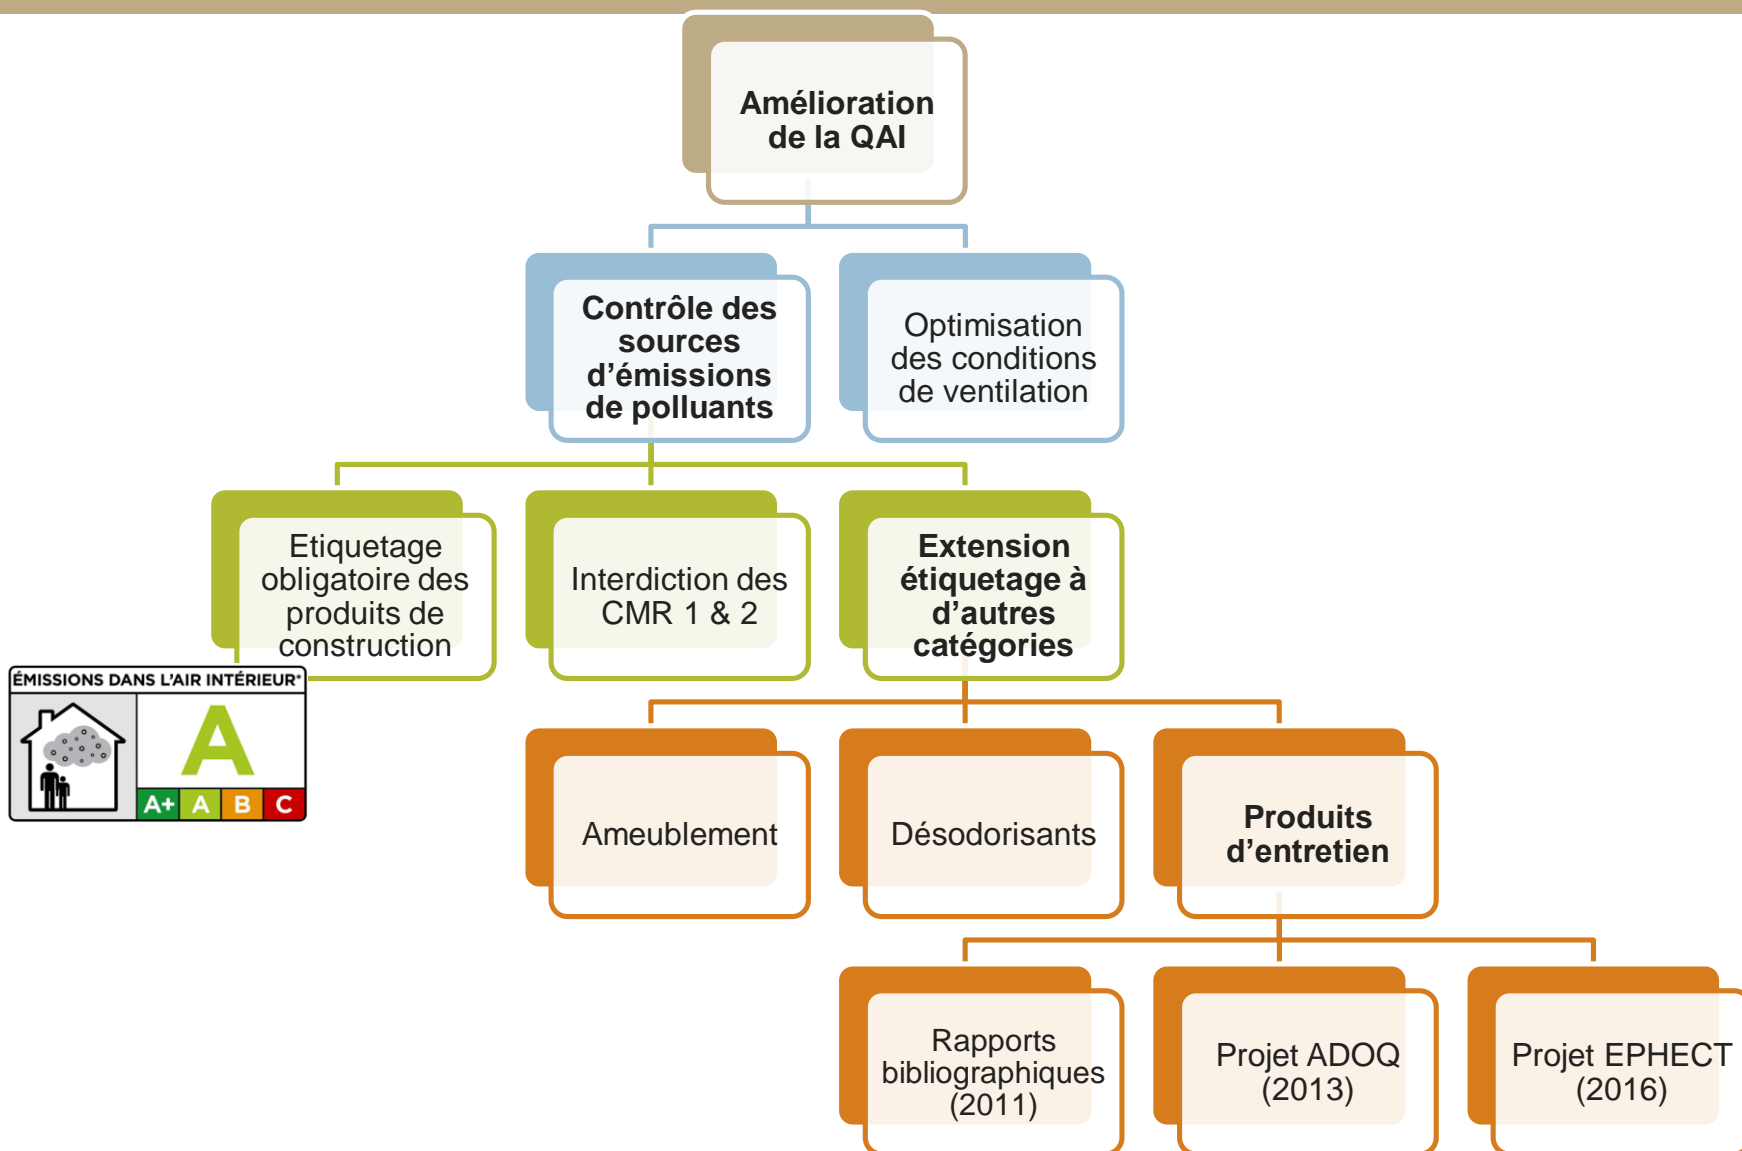 Amélioration
de la QAI
Contrôle des
sources
d’émissions
de polluants
Optimisation
des conditions
de ventilation
Etiquetage
obligatoire des
produits de
construction
Interdiction des
CMR 1 & 2
Extension
étiquetage à
d’autres
catégories
ÉMISSIONS DANS L'AIR INTÉRIEUR*
A
A+ A B C
Ameublement
Désodorisants
Produits
d’entretien
Rapports
bibliographiques
(2011)
Projet ADOQ
(2013)
Projet EPHECT
(2016)